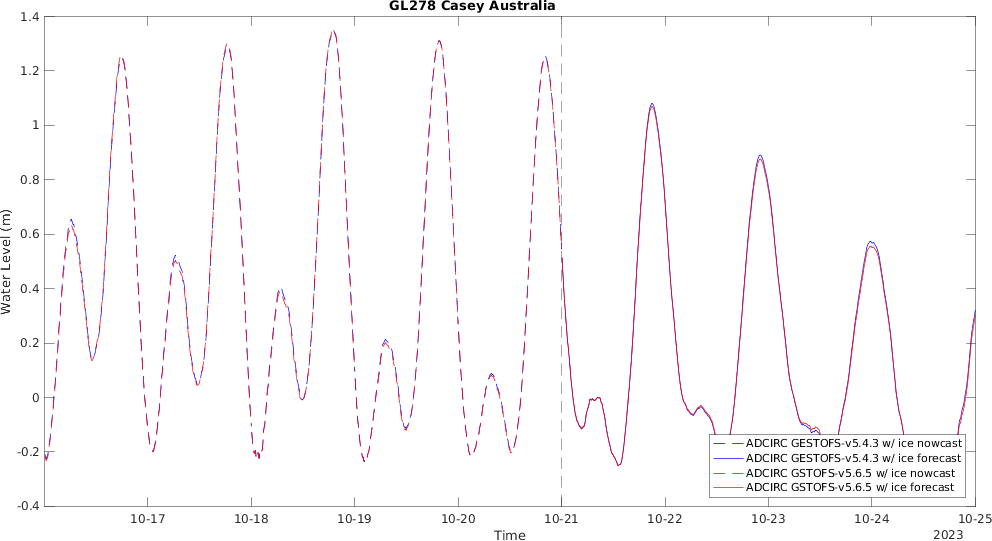 GL278 Casey Australia
1.4
1.2
1
0.8
0.6
0.4
0.2
0
-0.2
-0.4
Water Level (m)
ADCIRC GESTOFS-v5.4.3 w/ ice nowcast
ADCIRC GESTOFS-v5.4.3 w/ ice forecast
ADCIRC GSTOFS-v5.6.5 w/ ice nowcast
ADCIRC GSTOFS-v5.6.5 w/ ice forecast
10-17 10-18 10-19 10-20 10-21 10-22 10-23 10-24 10-25
Time
2023